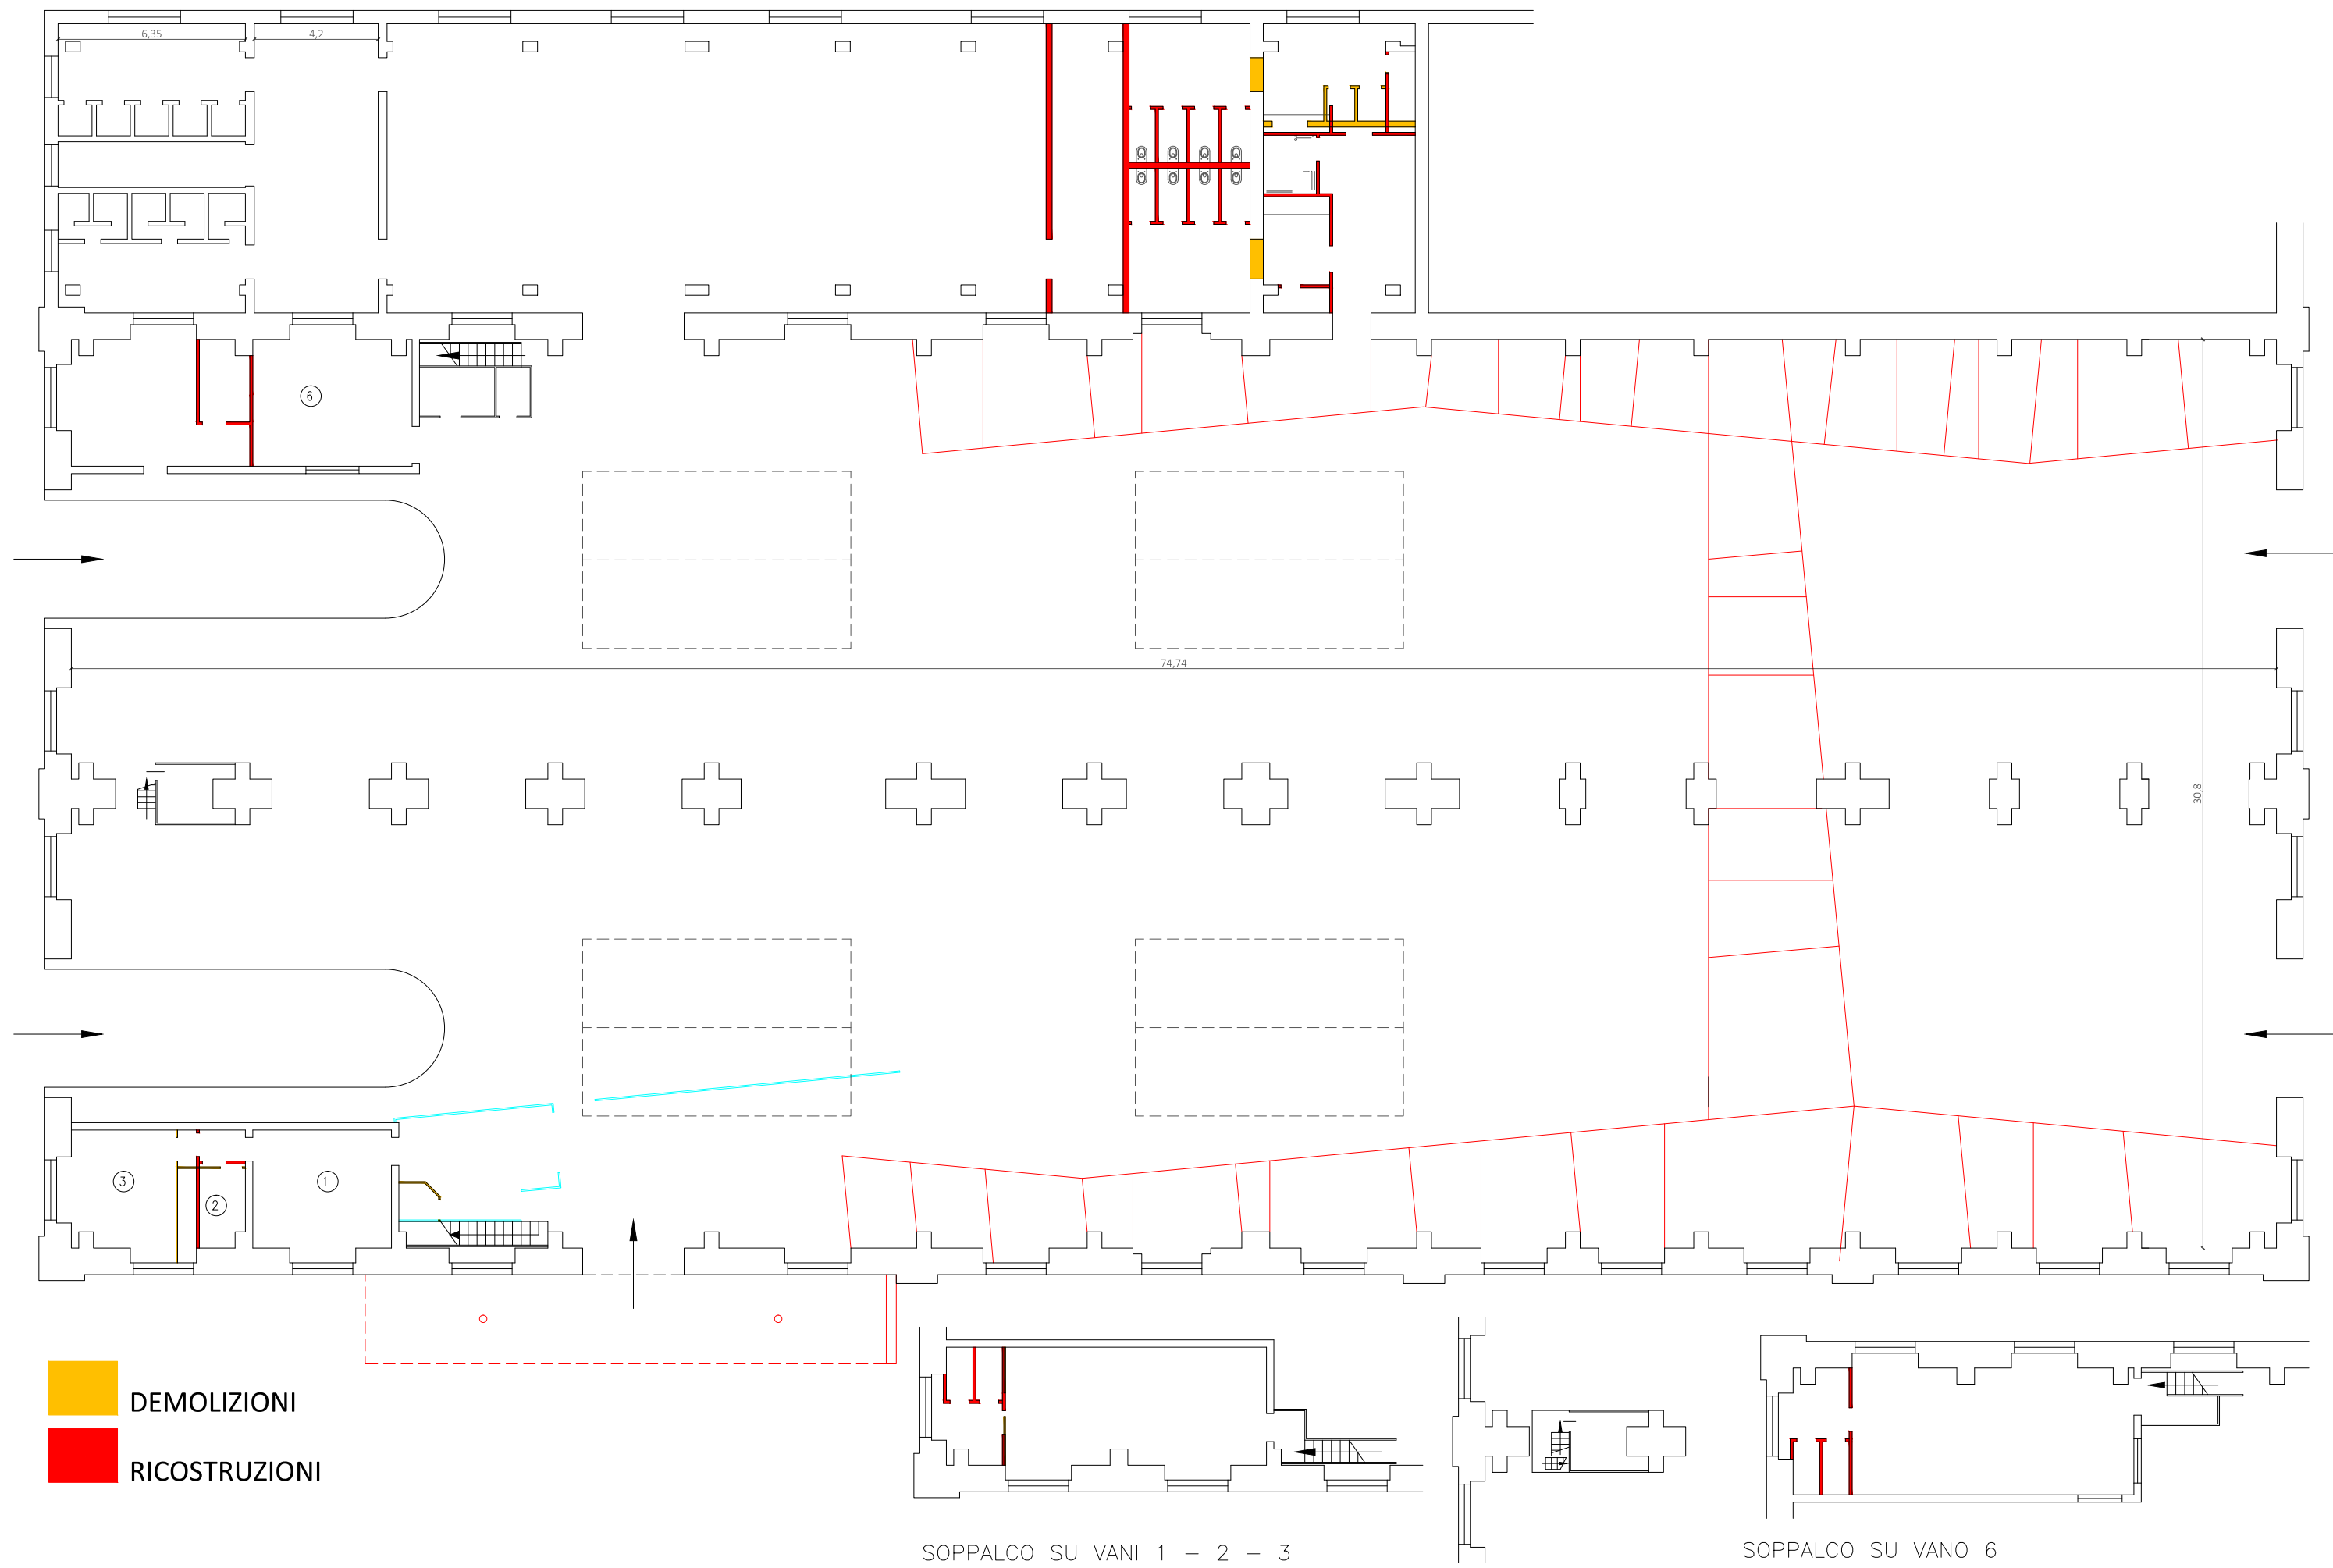 6,35
4,2
6
74,74
30,8
3
2
1
DEMOLIZIONI
RICOSTRUZIONI
SOPPALCO SU VANI 1 – 2 – 3
SOPPALCO SU VANO 6